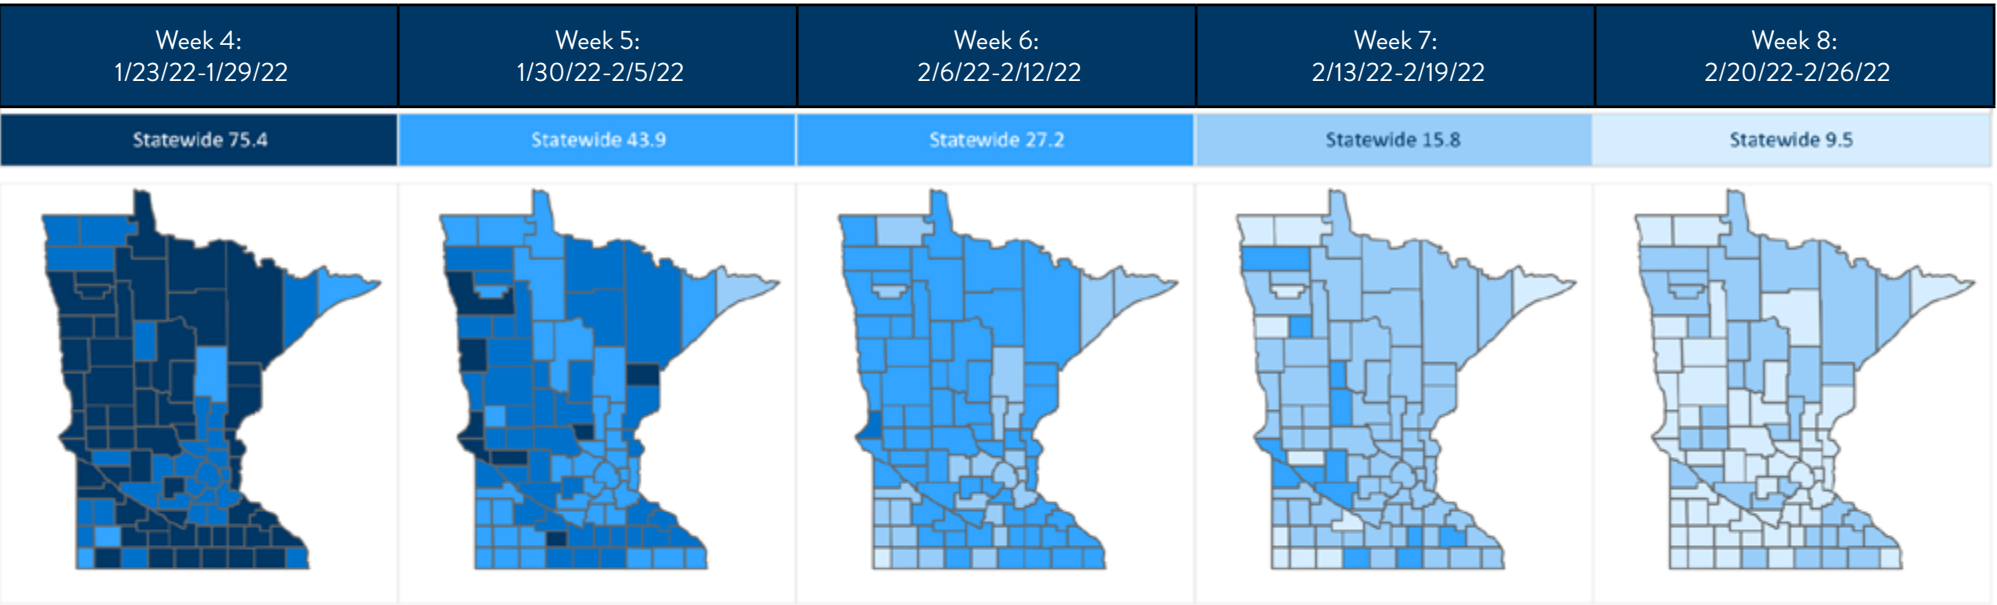 Week 4:
1/23/22-1/29/22
Week 5:
1/30/22-2/5/22
Week 6:
2/6/22-2/12/22
Week 7:
2/13/22-2/19/22
Week 8:
2/20/22-2/26/22
Statewide 75.4
Statewide 43.9
Statewide 27.2
Statewide 15.8
Statewide 9.5